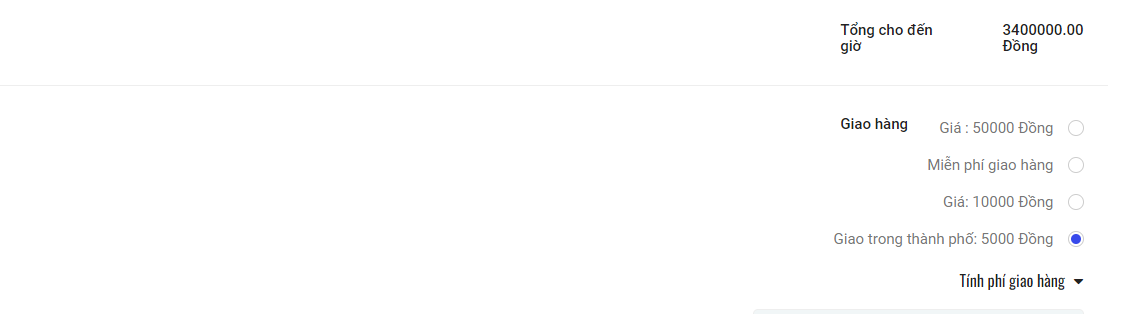 Tổng cho đến
giờ
3400000.00
Đồng
Giao hàng
Giá : 50000 Đồng
Miễn phí giao hàng
Giá: 10000 Đồng
Giao trong thành phố: 5000 Đồng
Tính phí giao hàng